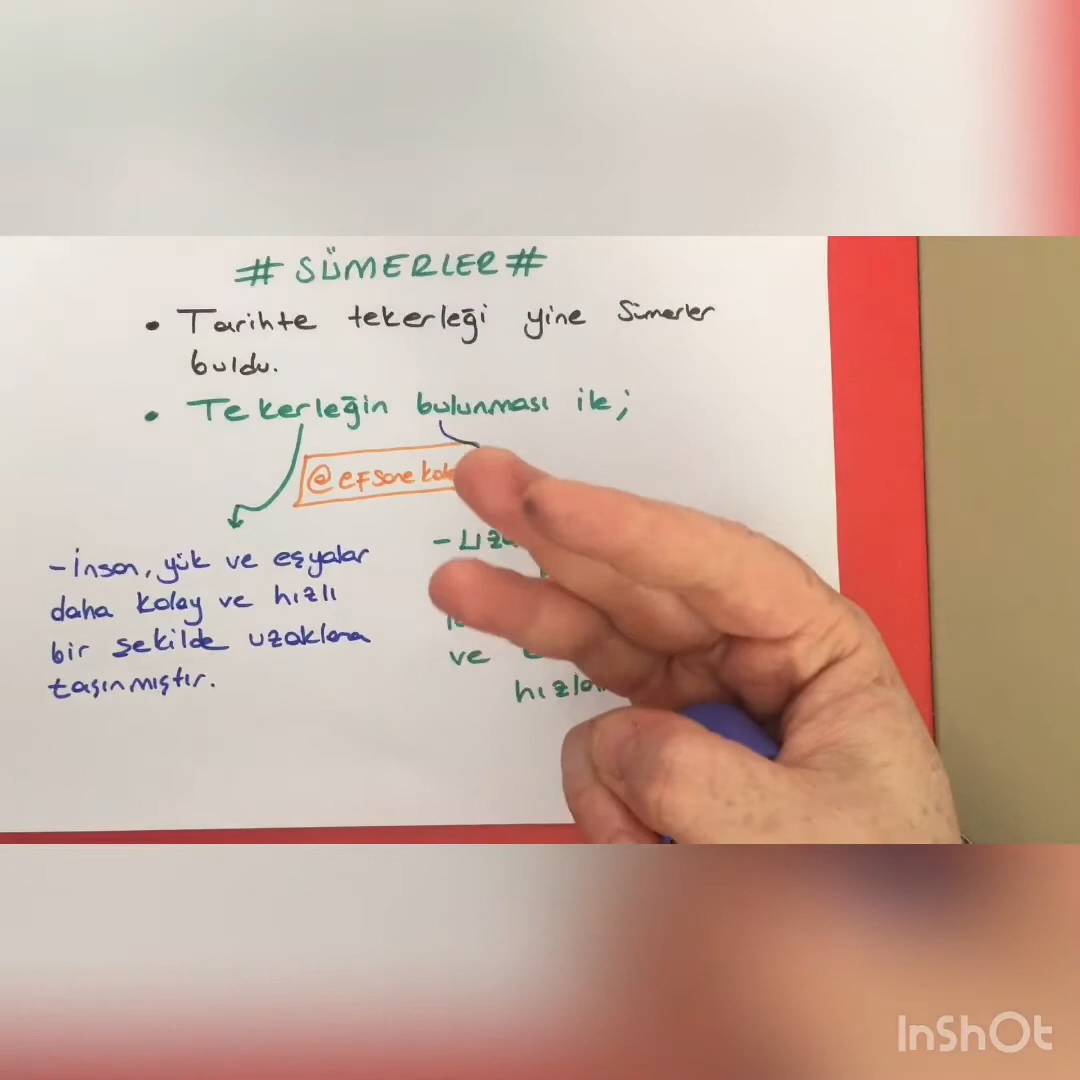 # SÜMERLER #
• Tarihte tekerleği yine Sümerler
buldu.
• Tekerleğin bulunması ile;
- İnsan, yük ve eşyalar
daha kolay ve hızlı
bir şekilde uzaklara
taşınmıştır.
ve
InShOt